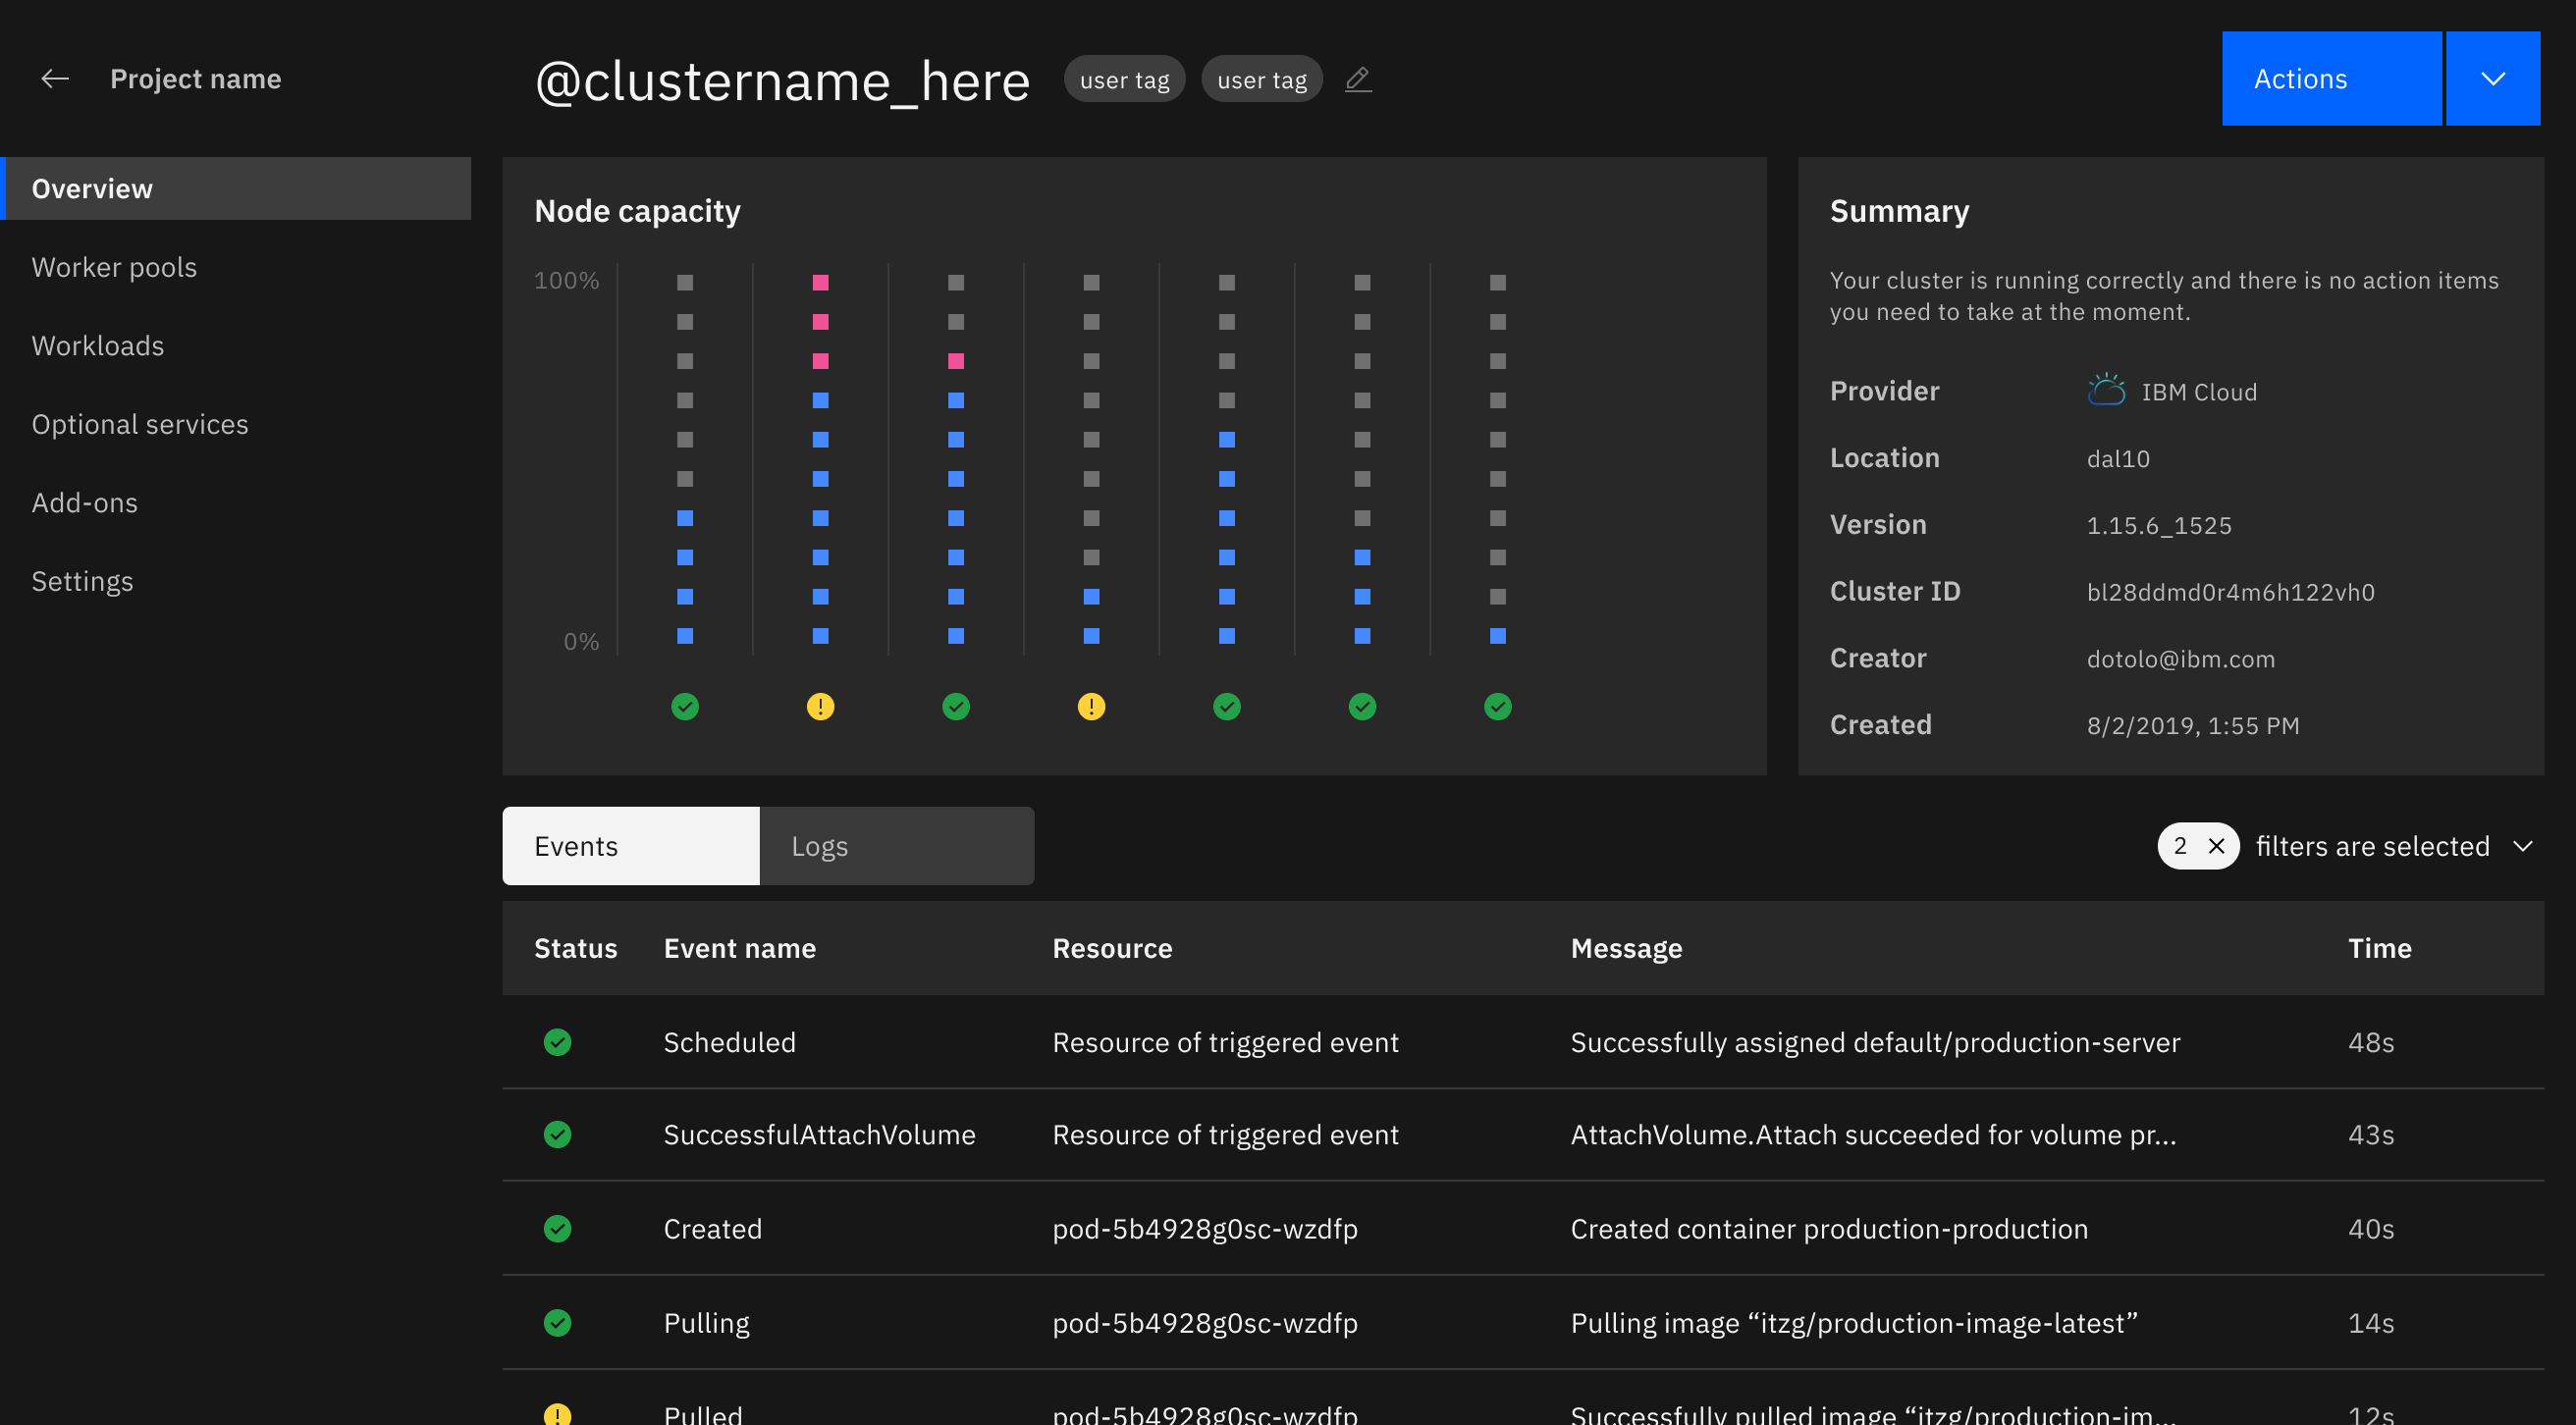 Project name
@clustername_here
user tag
user tag
Actions
Overview
Worker pools
Workloads
Optional services
Add-ons
Settings
Node capacity
100%
0%
Summary
Your cluster is running correctly and there is no action items
you need to take at the moment.
Provider IBM Cloud
Location dal10
Version 1.15.6_1525
Cluster ID bl28ddmd0r4m6h122vh0
Creator dotolo@ibm.com
Created 8/2/2019, 1:55 PM
Events
Logs
2 filters are selected
Status Event name Resource Message Time
Scheduled Resource of triggered event Successfully assigned default/production-server 48s
SuccessfulAttachVolume Resource of triggered event AttachVolume.Attach succeeded for volume pr... 43s
Created pod-5b4928g0sc-wzdfp Created container production-production 40s
Pulling pod-5b4928g0sc-wzdfp Pulling image “itzg/production-image-latest” 14s
Pulled pod-5b4928g0sc-wzdfp Successfully pulled image “itzg/production-im... 12s